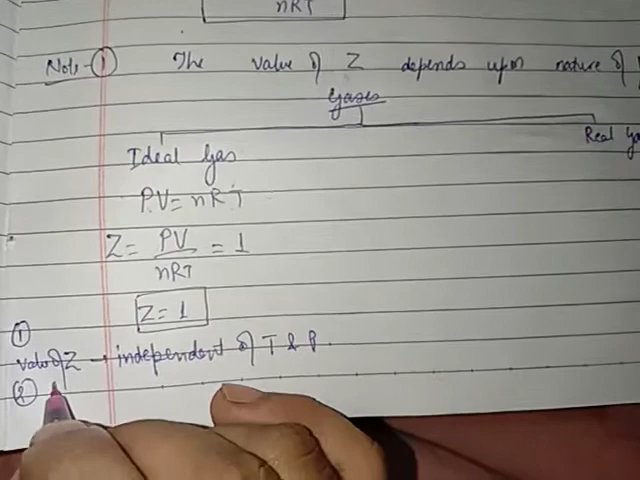 nRT
Note-① The value of Z depends upon nature of
gases
Ideal Gas
Real Ga
PV = nRT
Z = PV / nRT = 1
Z = 1
①
value of Z → independent of T & P.
②